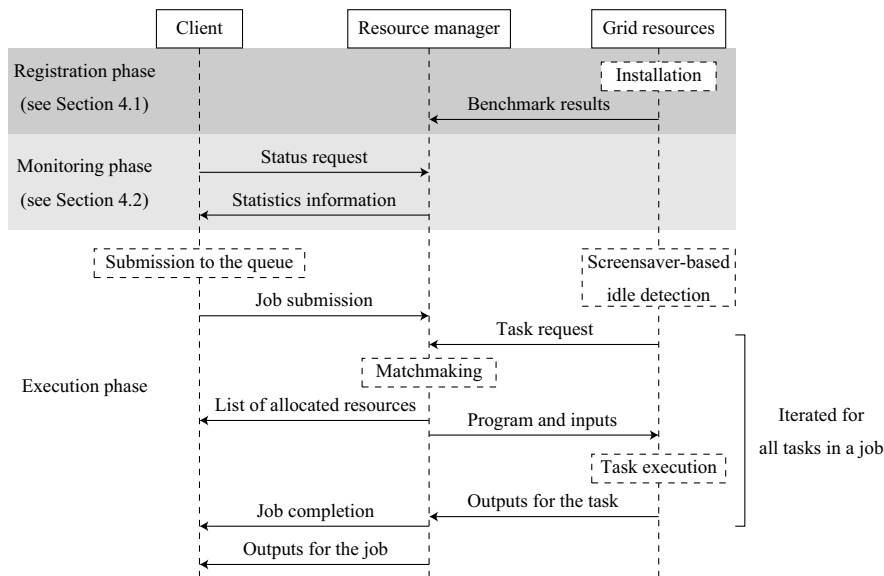 Client
Resource manager
Grid resources
Registration phase
(see Section 4.1)
Installation
Benchmark results
Monitoring phase
(see Section 4.2)
Status request
Statistics information
Submission to the queue
Screensaver-based
idle detection
Job submission
Task request
Matchmaking
Execution phase
List of allocated resources
Program and inputs
Iterated for
all tasks in a job
Task execution
Outputs for the task
Job completion
Outputs for the job